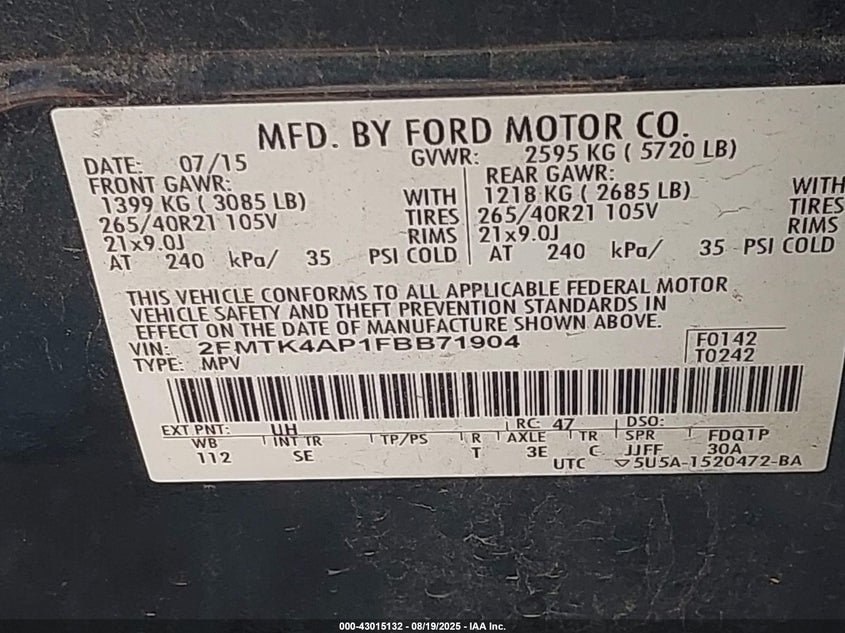 MFD. BY FORD MOTOR CO.
DATE: 07/15 GVWR: 2595 KG ( 5720 LB)
FRONT GAWR: REAR GAWR:
1399 KG ( 3085 LB) WITH 1218 KG ( 2685 LB) WITH
265/40R21 105V TIRES 265/40R21 105V TIRES
21x9.0J RIMS 21x9.0J RIMS
AT 240 kPa/ 35 PSI COLD AT 240 kPa/ 35 PSI COLD
THIS VEHICLE CONFORMS TO ALL APPLICABLE FEDERAL MOTOR
VEHICLE SAFETY AND THEFT PREVENTION STANDARDS IN
EFFECT ON THE DATE OF MANUFACTURE SHOWN ABOVE.
VIN: 2FMTK4AP1FBB71904 F0142
TYPE: MPV T0242
EXT PNT: UH RC: 47 DSO:
WB INT TR TP/PS R AXLE TR SPR FDQ1P
112 SE T 3E C JJFF 30A
UTC ▽5U5A-1520472-BA
000-43015132 - 08/19/2025 - IAA Inc.